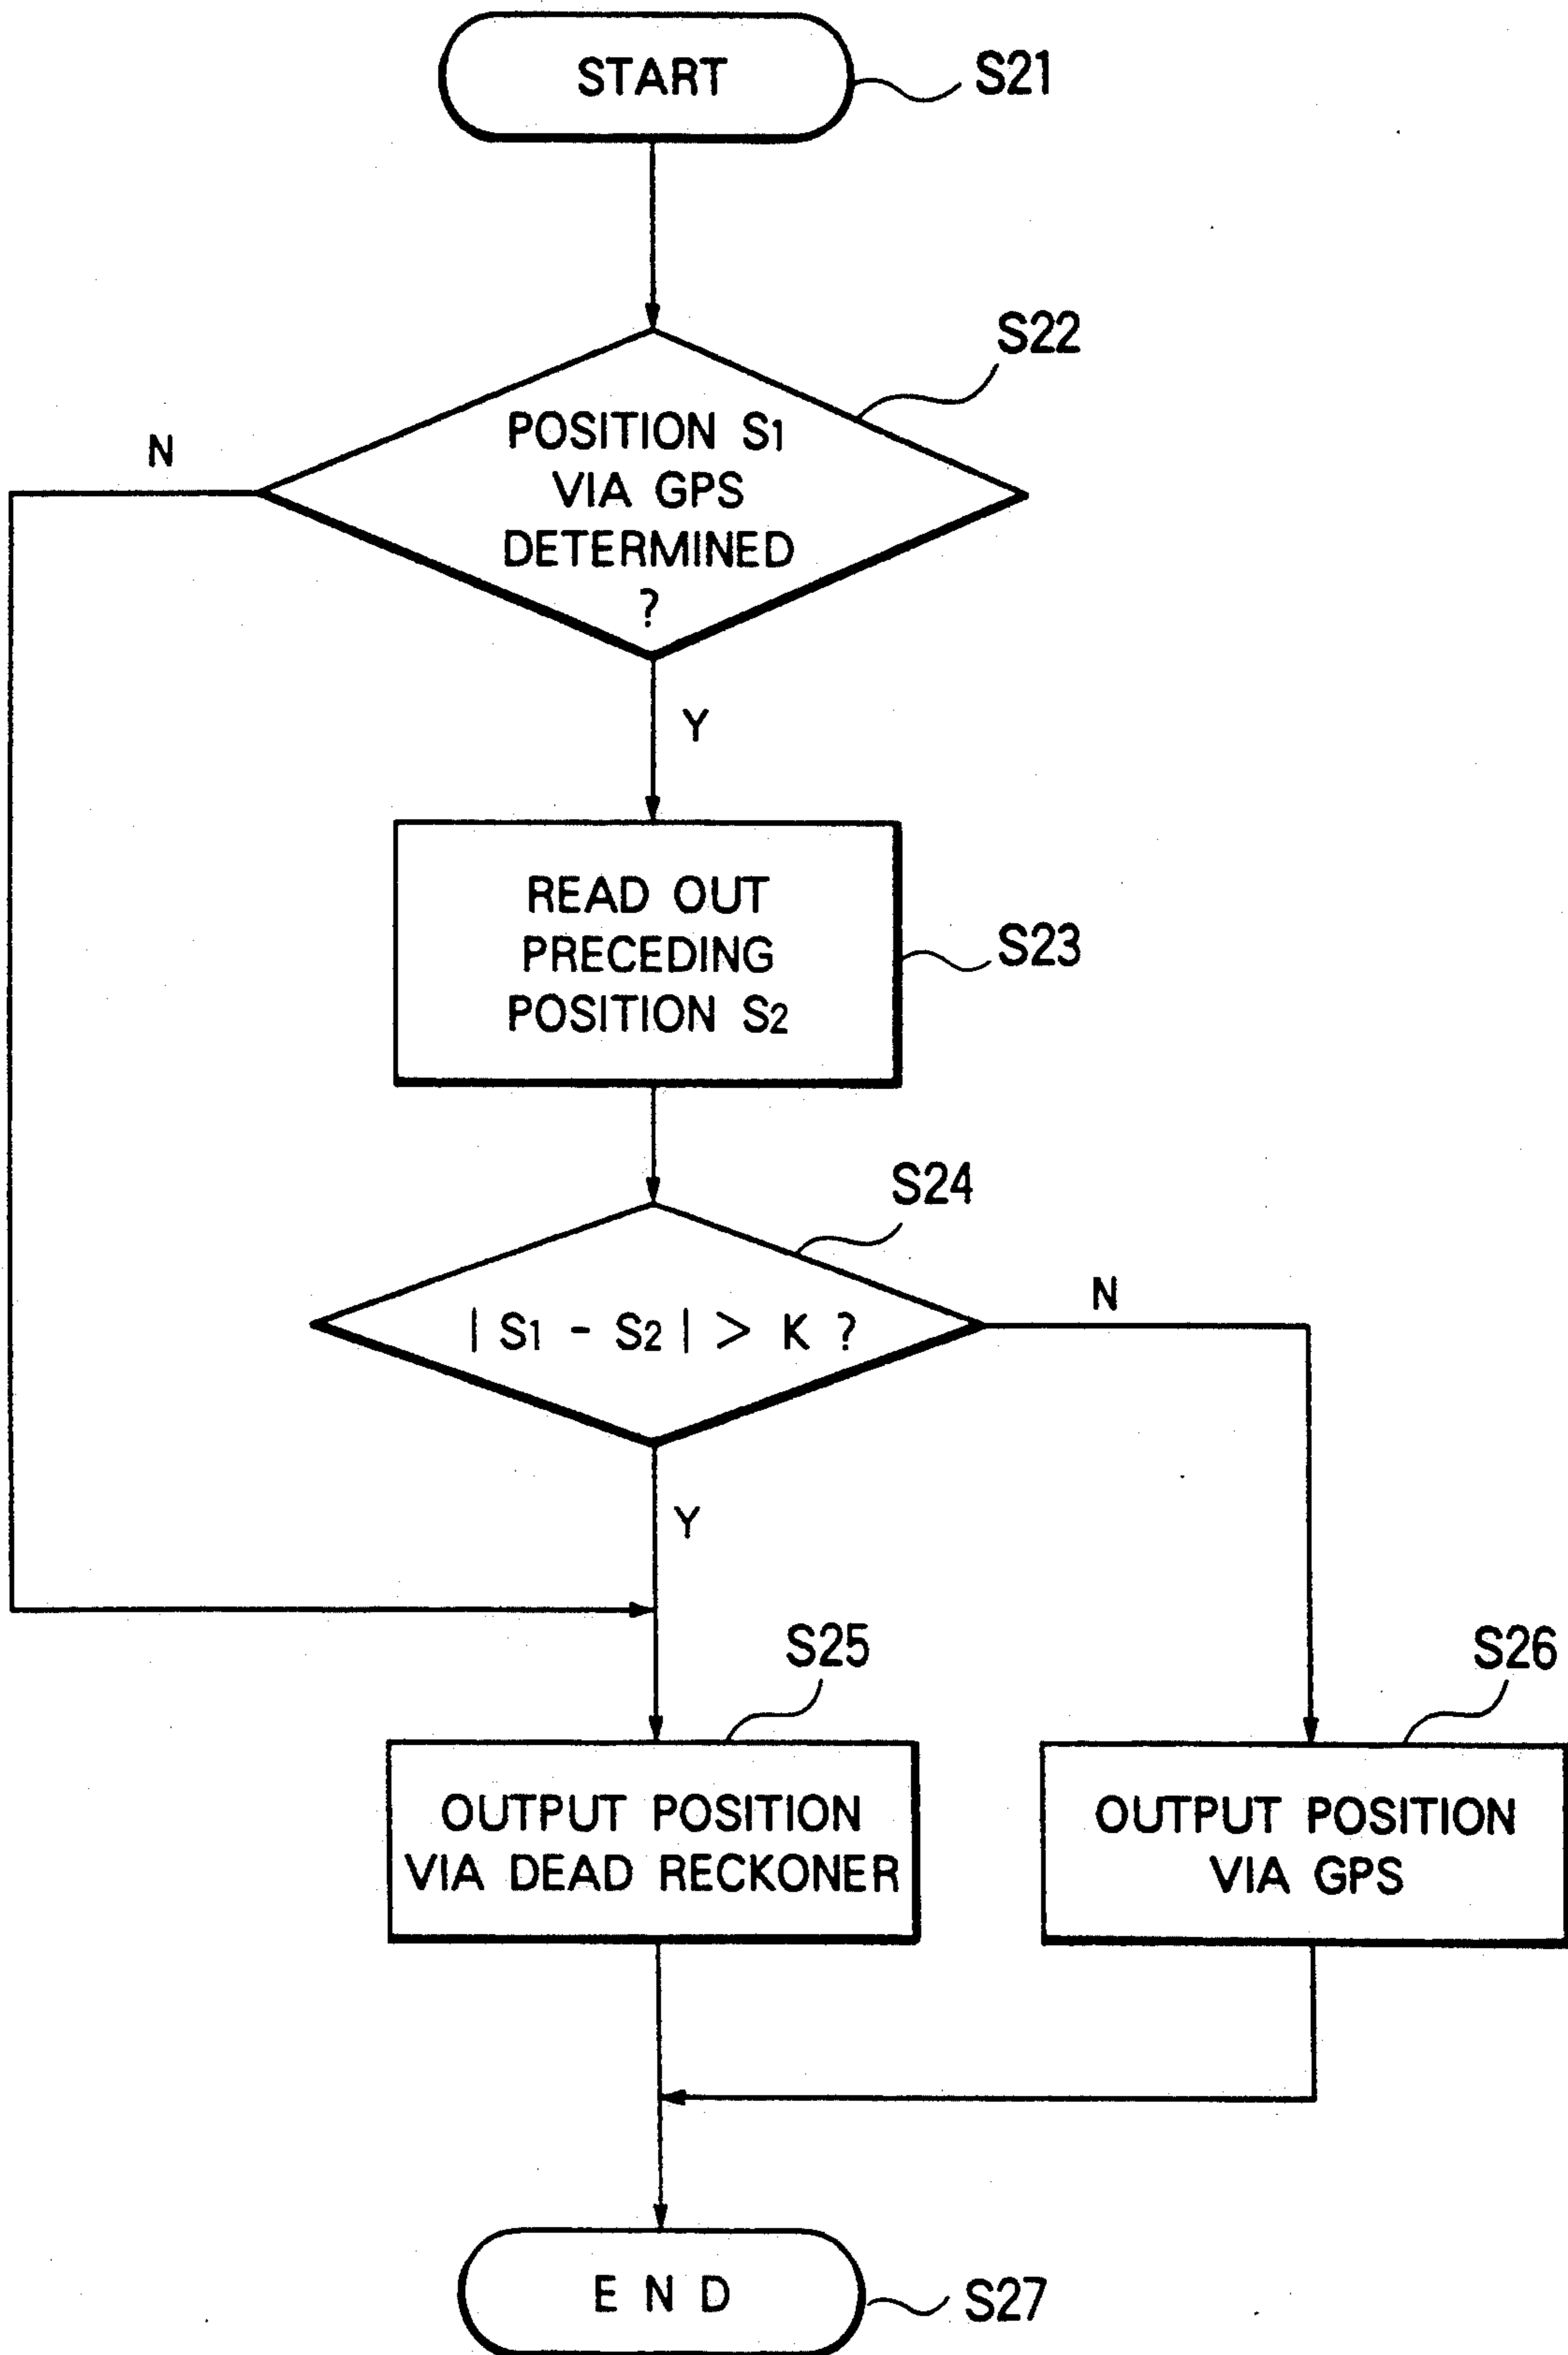 START
S21
S22
POSITION S1
VIA GPS
DETERMINED
?
N
Y
READ OUT
PRECEDING
POSITION S2
S23
S24
| S1 - S2 | > K ?
N
Y
S25
S26
OUTPUT POSITION
VIA DEAD RECKONER
OUTPUT POSITION
VIA GPS
E N D
S27